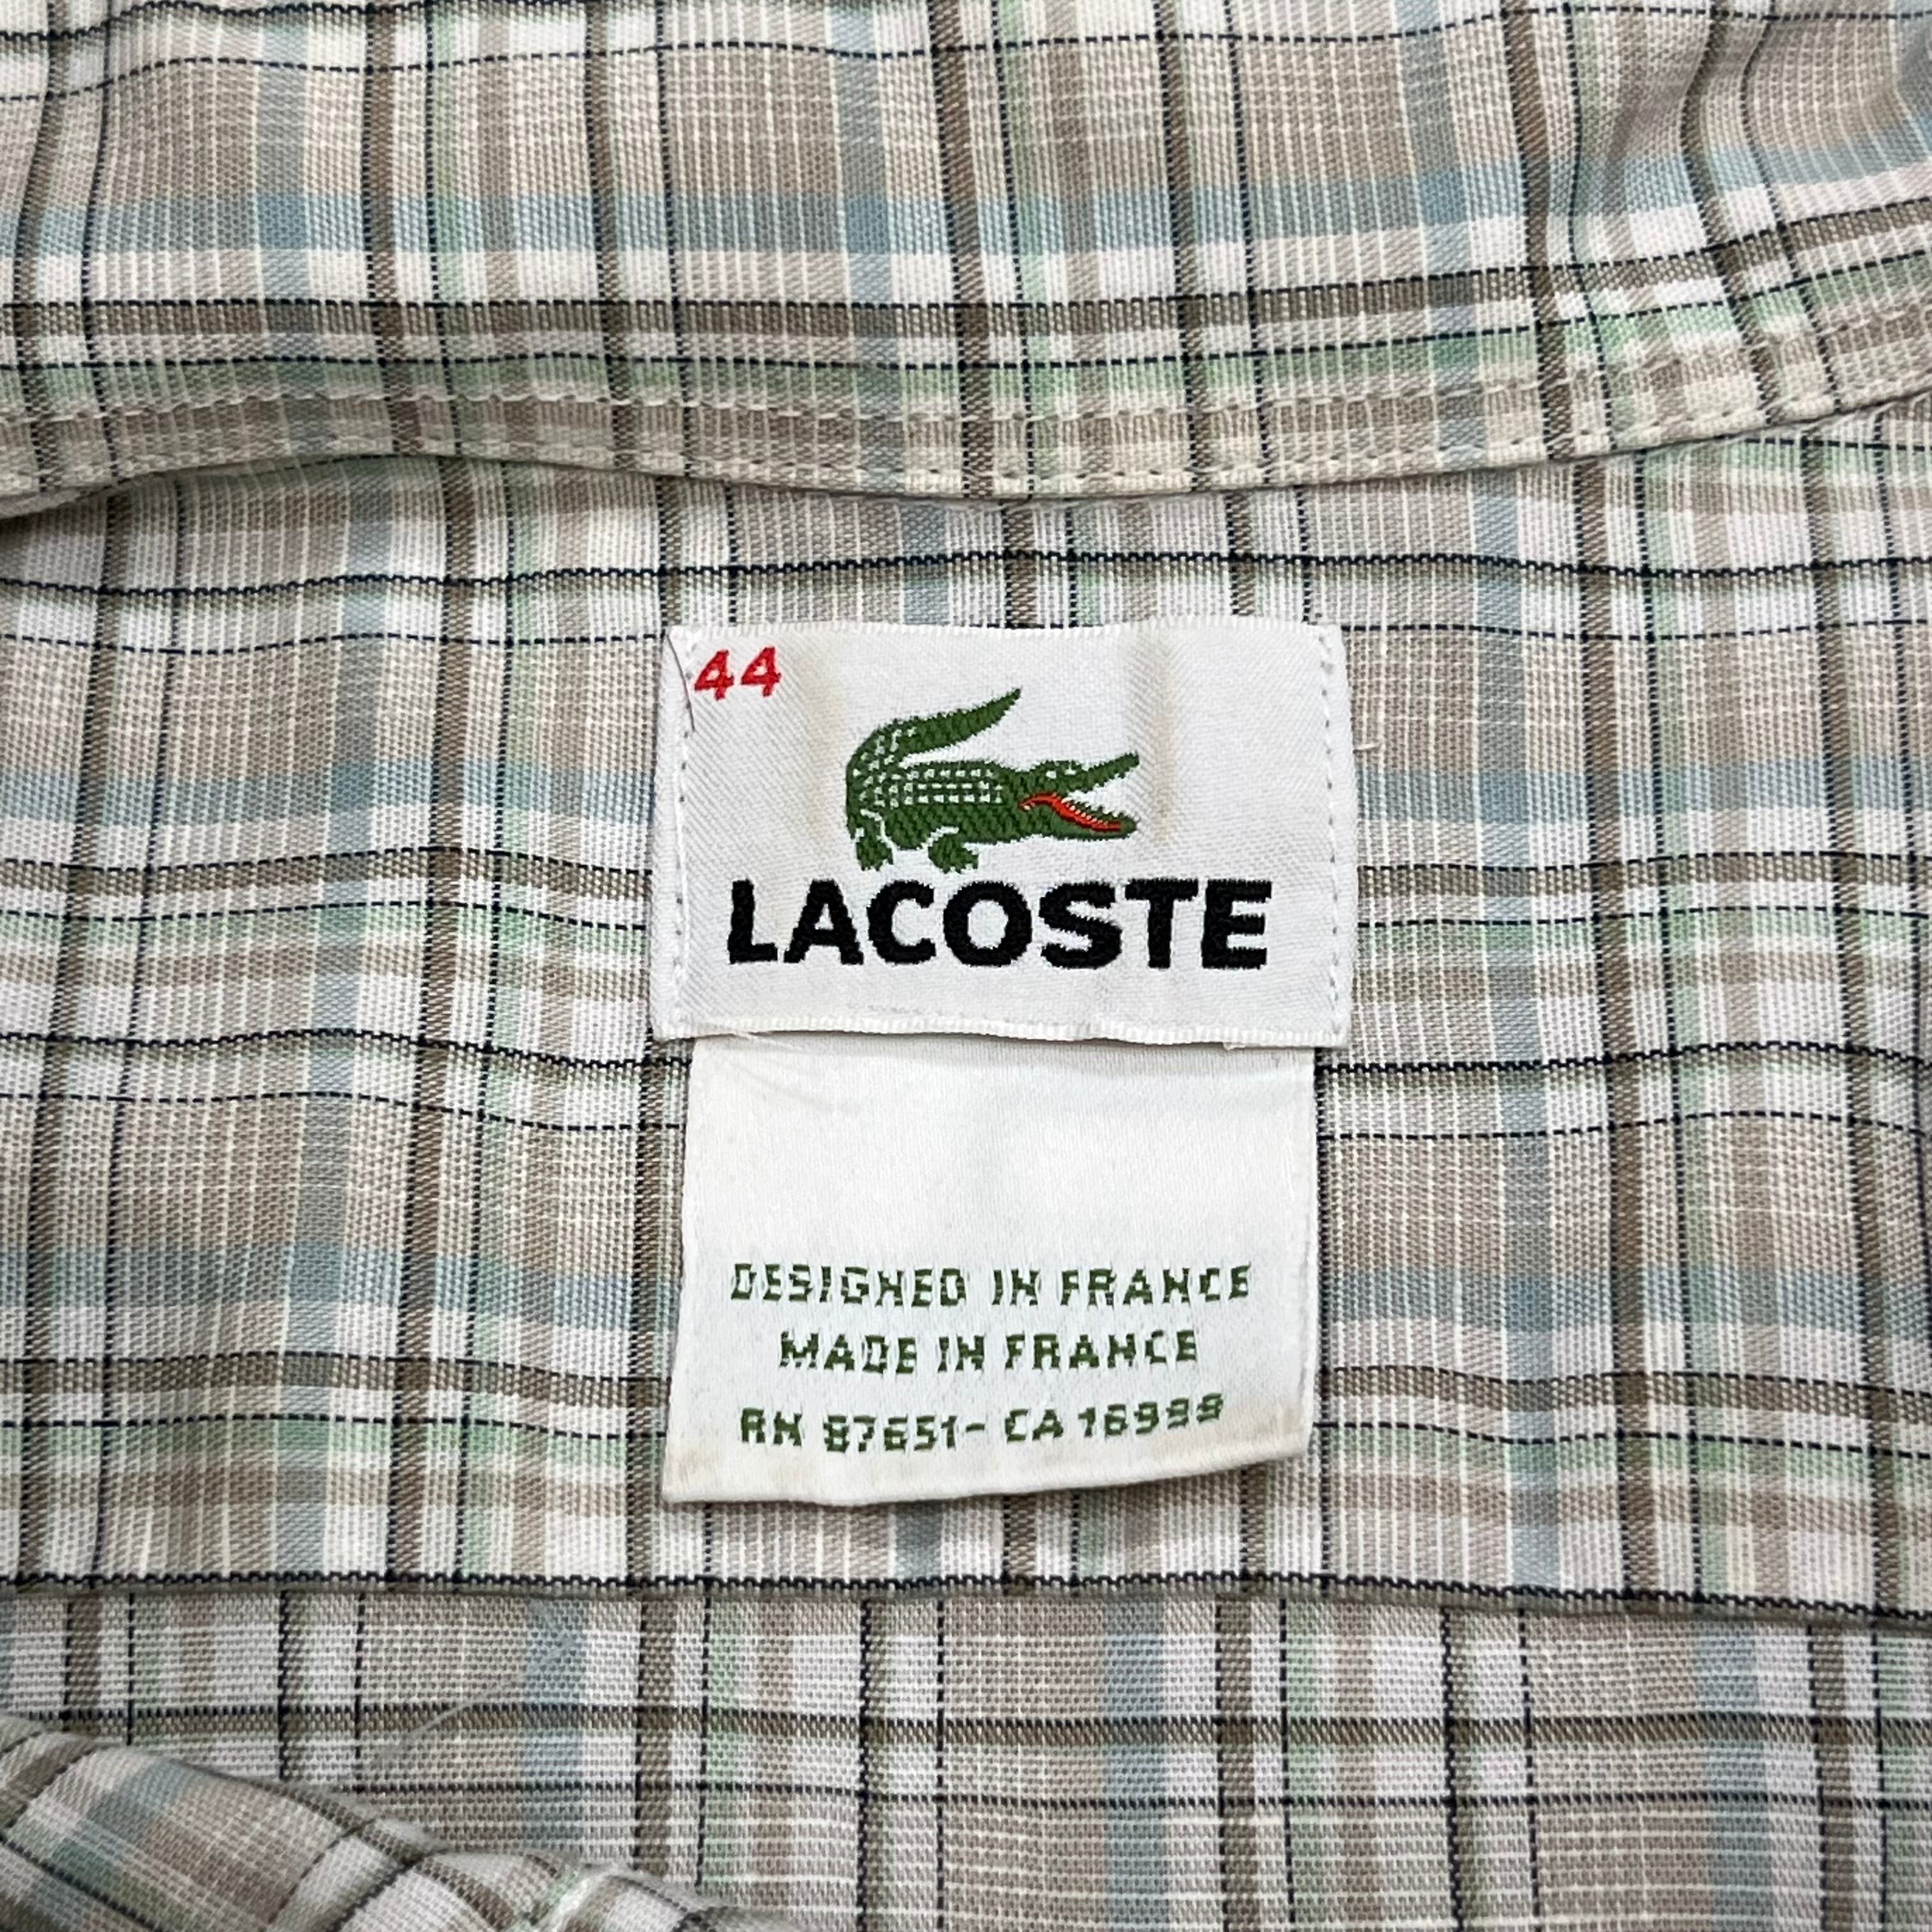 44
LACOSTE
DESIGNED IN FRANCE
MADE IN FRANCE
RN 87651- CA 16999